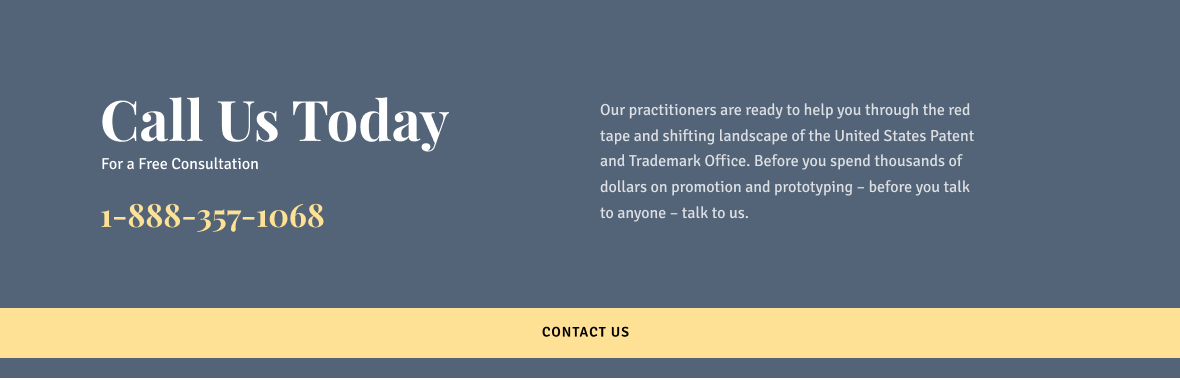 Call Us Today
For a Free Consultation
1-888-357-1068
Our practitioners are ready to help you through the red
tape and shifting landscape of the United States Patent
and Trademark Office. Before you spend thousands of
dollars on promotion and prototyping – before you talk
to anyone – talk to us.
CONTACT US